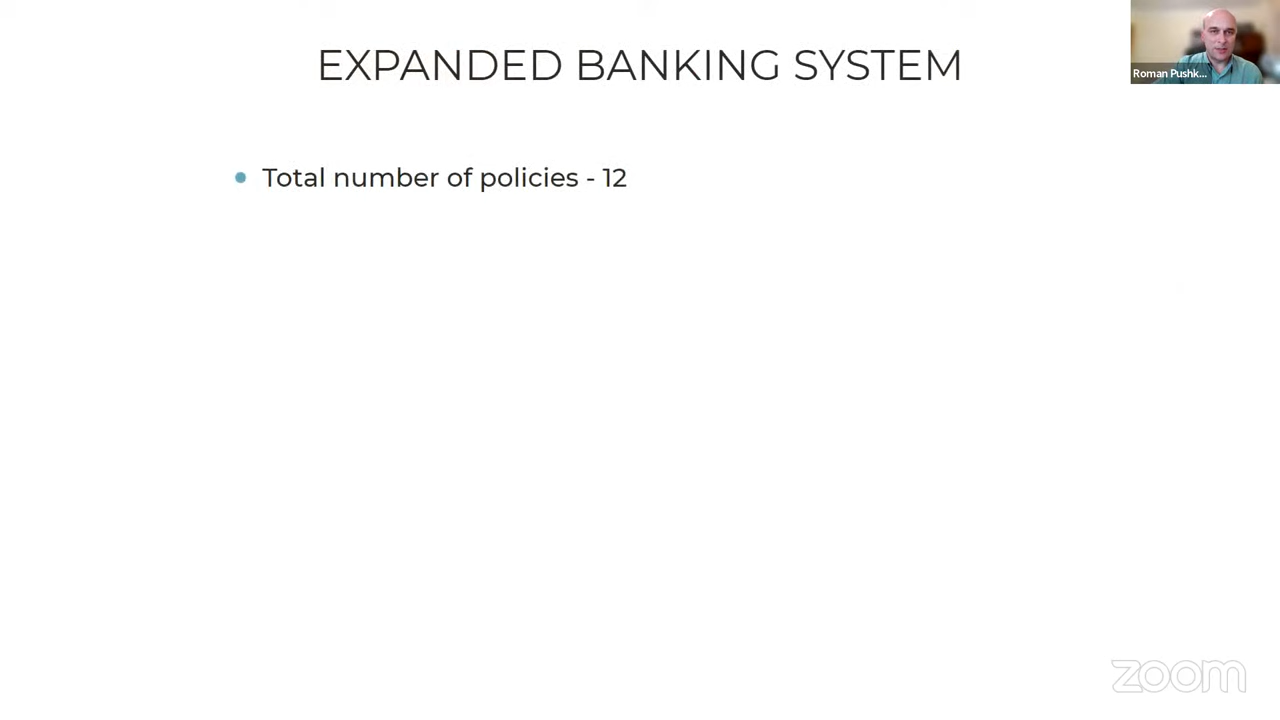 EXPANDED BANKING SYSTEM
Roman Pushk...
Total number of policies - 12
zoom